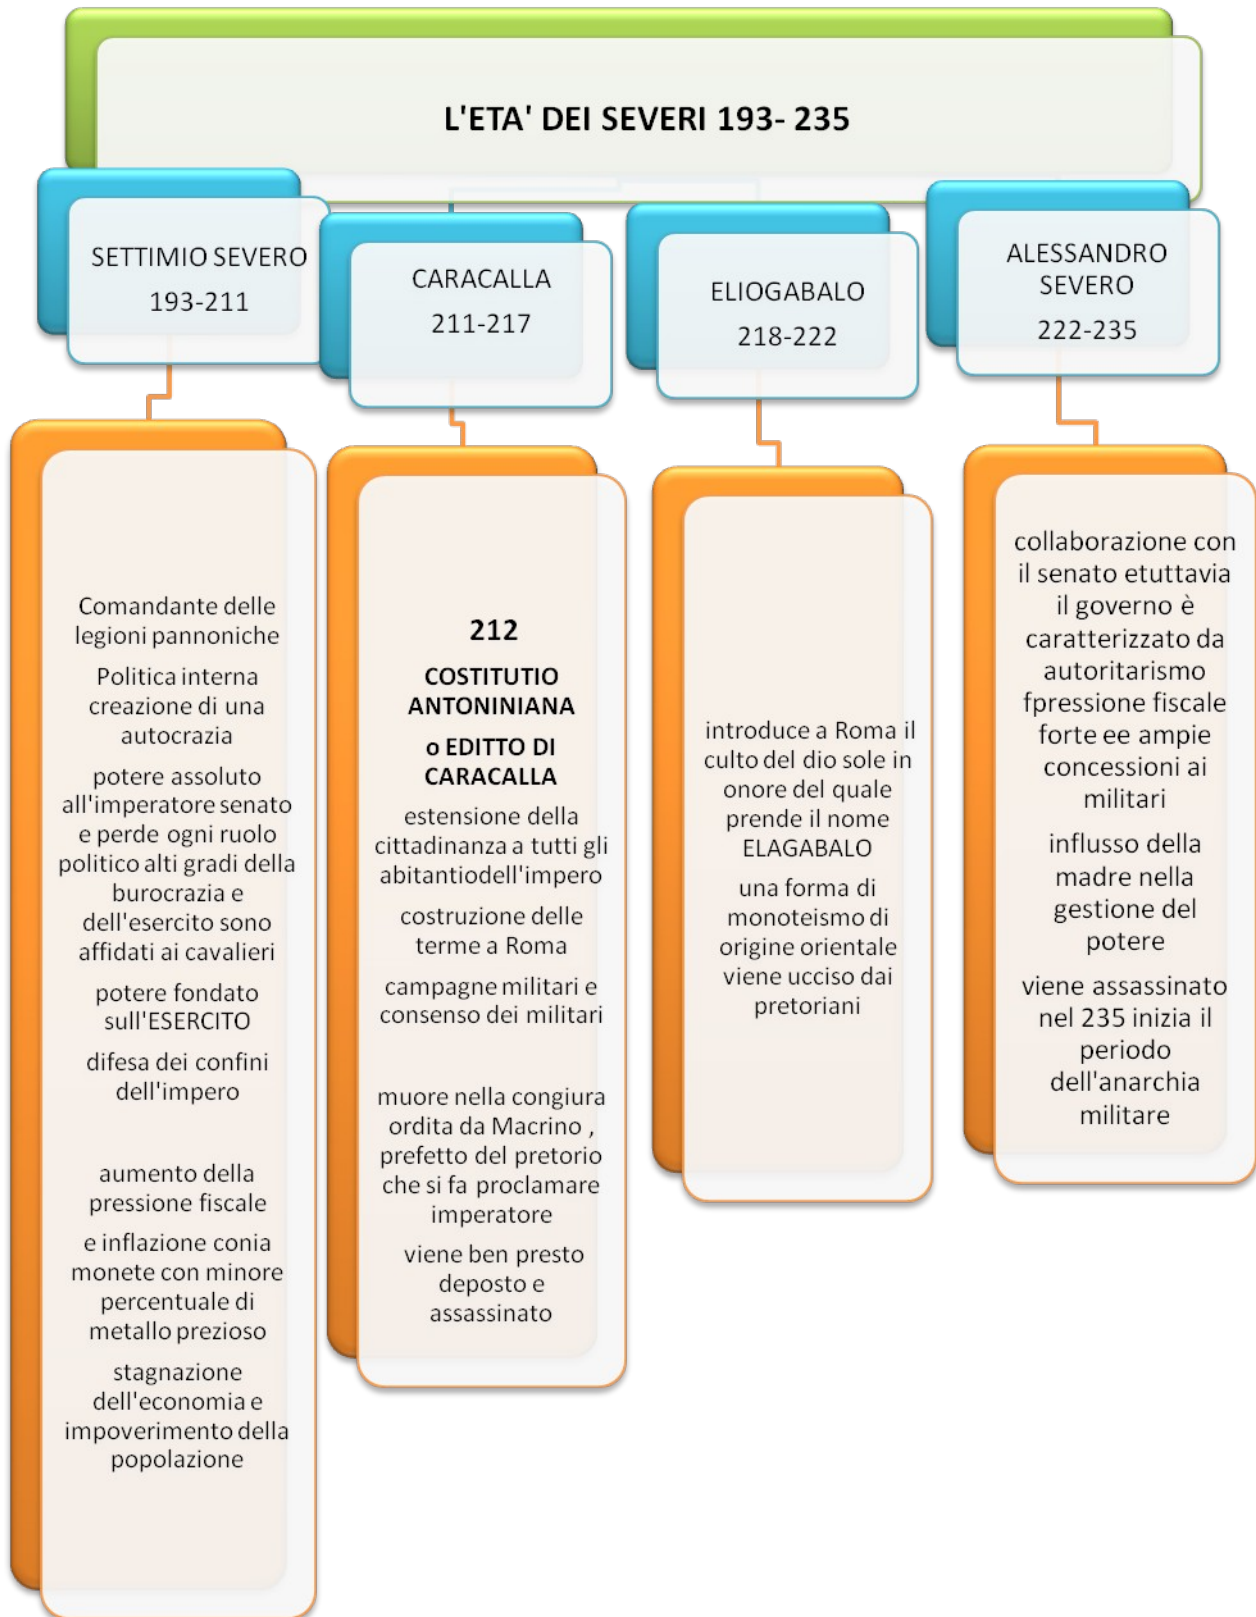 L'ETA' DEI SEVERI 193- 235
SETTIMIO SEVERO
193-211
CARACALLA
211-217
ELIOGABALO
218-222
ALESSANDRO
SEVERO
222-235
Comandante delle
legioni pannoniche
Politica interna
creazione di una
autocrazia
potere assoluto
all'imperatore senato
e perde ogni ruolo
politico alti gradi della
burocrazia e
dell'esercito sono
affidati ai cavalieri
potere fondato
sull'ESERCITO
difesa dei confini
dell'impero
aumento della
pressione fiscale
e inflazione conia
monete con minore
percentuale di
metallo prezioso
stagnazione
dell'economia e
impoverimento della
popolazione
212
COSTITUTIO
ANTONINIANA
o EDITTO DI
CARACALLA
estensione della
cittadinanza a tutti gli
abitantiodell'impero
costruzione delle
terme a Roma
campagne militari e
consenso dei militari
muore nella congiura
ordita da Macrino ,
prefetto del pretorio
che si fa proclamare
imperatore
viene ben presto
deposto e
assassinato
introduce a Roma il
culto del dio sole in
onore del quale
prende il nome
ELAGABALO
una forma di
monoteismo di
origine orientale
viene ucciso dai
pretoriani
collaborazione con
il senato etuttavia
il governo è
caratterizzato da
autoritarismo
fpressione fiscale
forte ee ampie
concessioni ai
militari
influsso della
madre nella
gestione del
potere
viene assassinato
nel 235 inizia il
periodo
dell'anarchia
militare